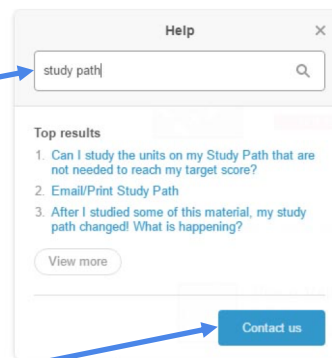 Help
study path
Top results
1. Can I study the units on my Study Path that are
not needed to reach my target score?
2. Email/Print Study Path
3. After I studied some of this material, my study
path changed! What is happening?
View more
Contact us